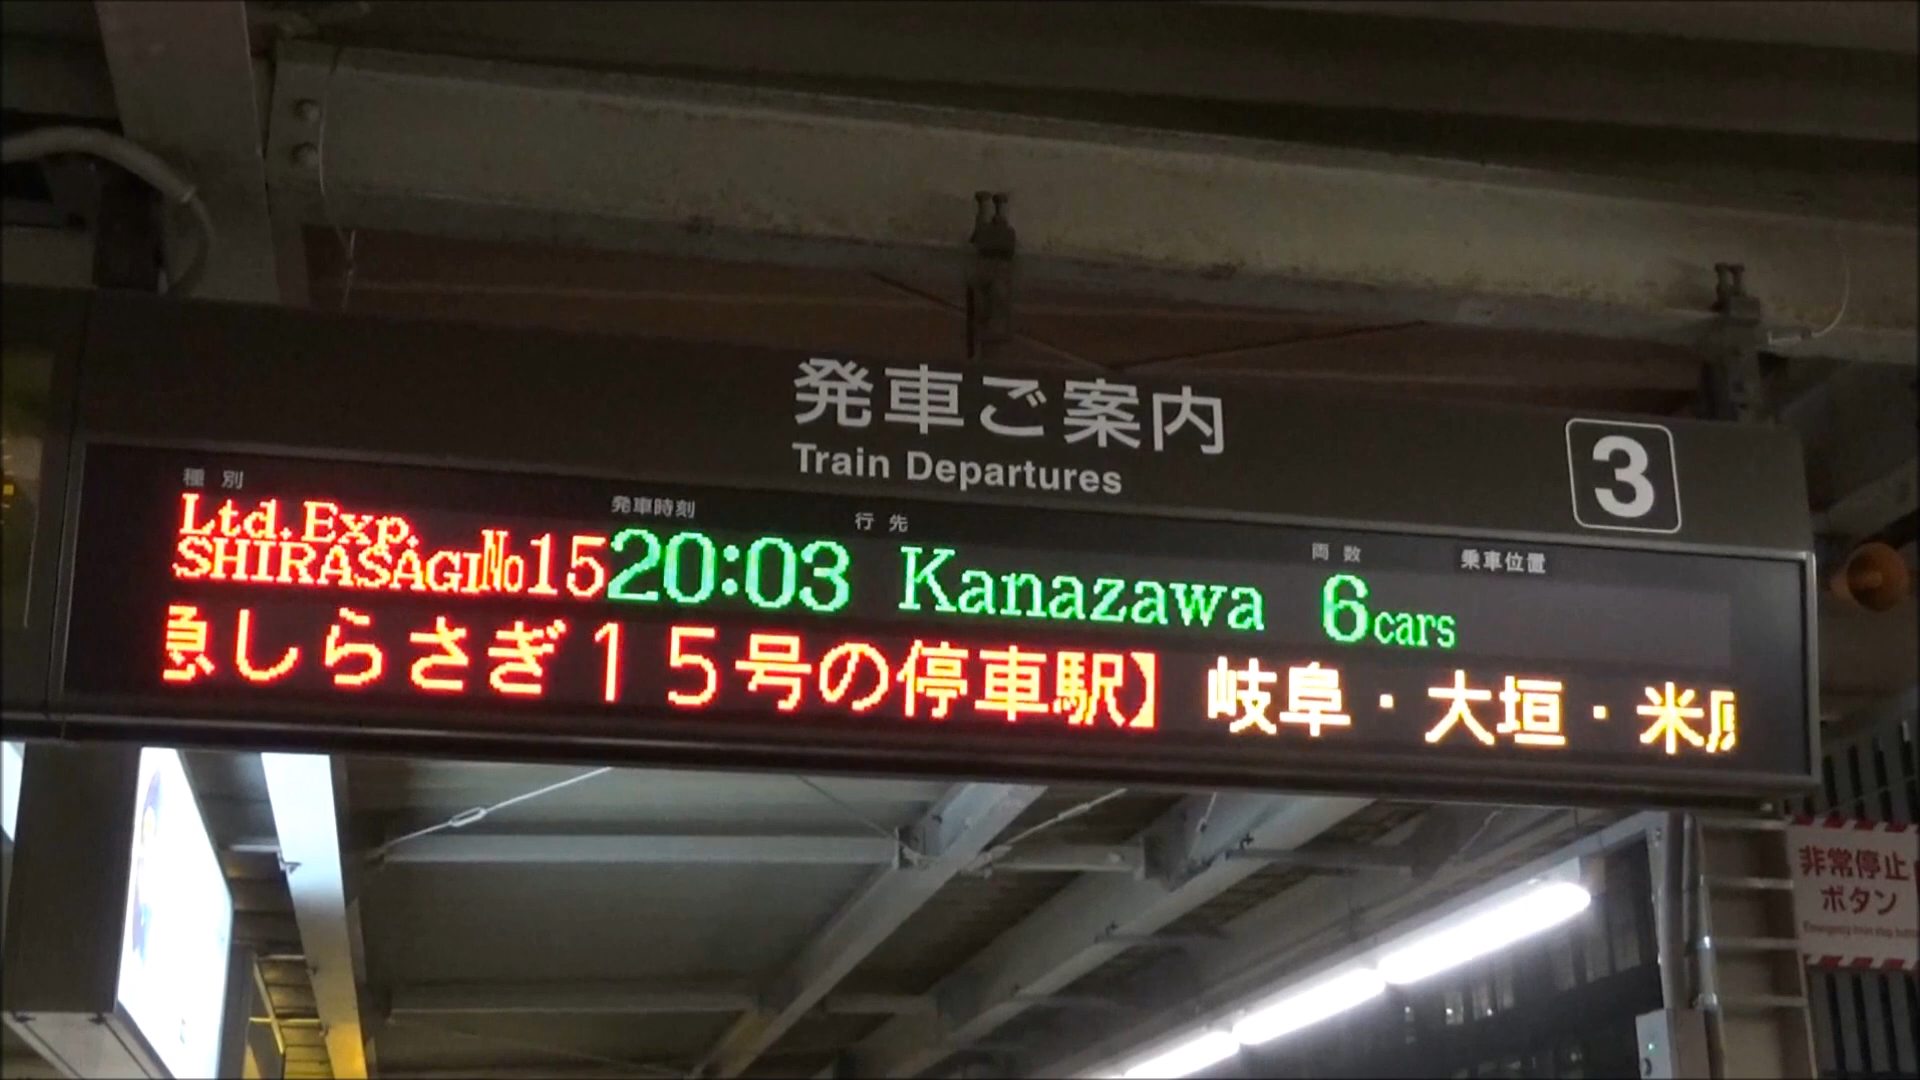 発車ご案内
Train Departures
3
種別 発車時刻 行先 両数 乗車位置
Ltd.Exp.
SHIRASAGI No15 20:03 Kanazawa 6cars
急しらさぎ15号の停車駅】 岐阜・大垣・米原
非常停止
ボタン